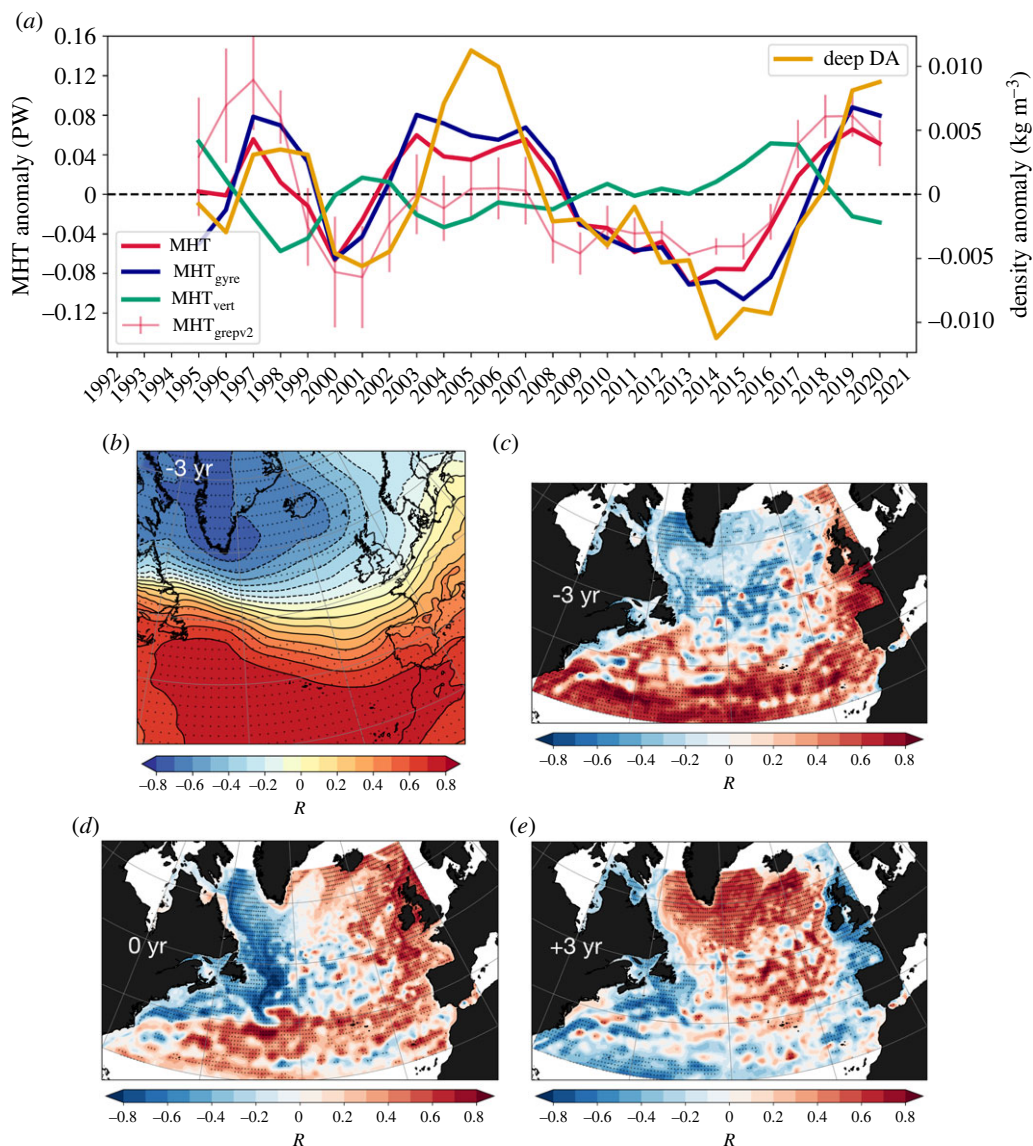 (a)
0.16
0.12
0.08
0.04
0
−0.04
−0.08
−0.12
MHT anomaly (PW)
deep DA
0.010
0.005
0
−0.005
−0.010
density anomaly (kg m−3)
MHT
MHTgyre
MHTvert
MHTgrepv2
1992
1993
1994
1995
1996
1997
1998
1999
2000
2001
2002
2003
2004
2005
2006
2007
2008
2009
2010
2011
2012
2013
2014
2015
2016
2017
2018
2019
2020
2021
(b)
-3 yr
−0.8 −0.6 −0.4 −0.2 0 0.2 0.4 0.6 0.8
R
(c)
-3 yr
−0.8 −0.6 −0.4 −0.2 0 0.2 0.4 0.6 0.8
R
(d)
0 yr
−0.8 −0.6 −0.4 −0.2 0 0.2 0.4 0.6 0.8
R
(e)
+3 yr
−0.8 −0.6 −0.4 −0.2 0 0.2 0.4 0.6 0.8
R